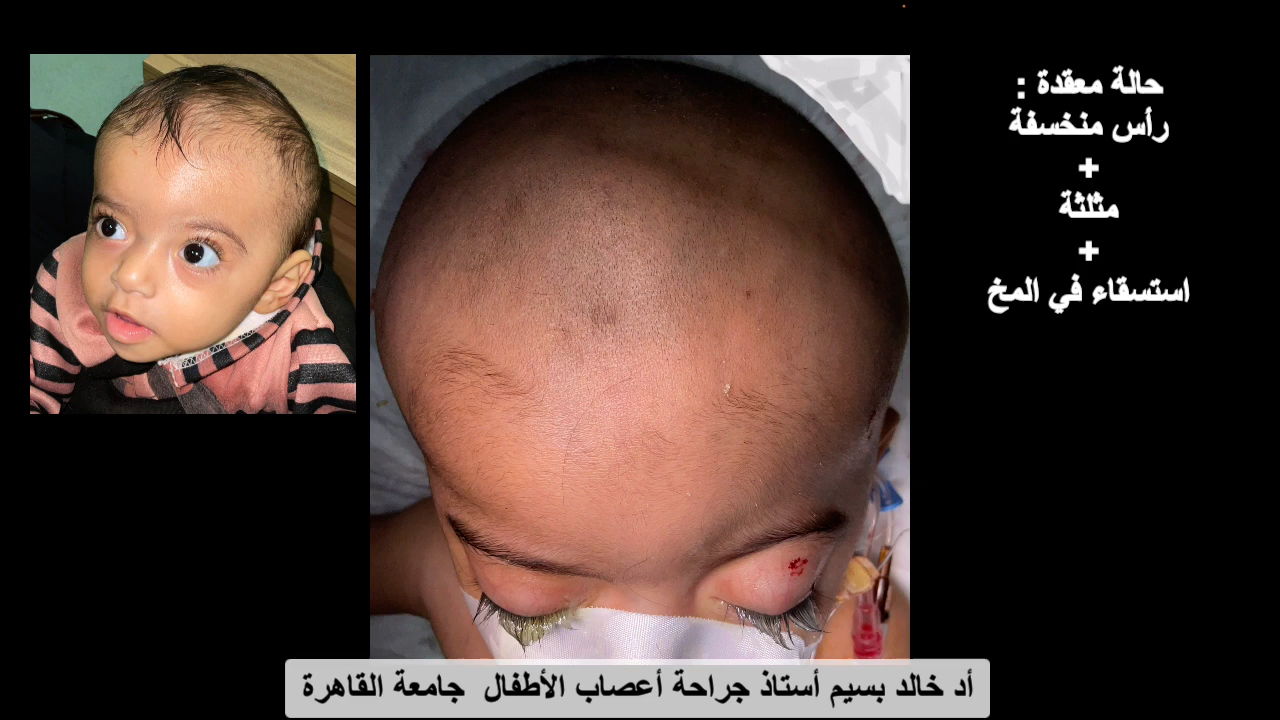 حالة معقدة :
رأس منخسفة
+
مثلثة
+
استسقاء في المخ
أد خالد بسيم أستاذ جراحة أعصاب الأطفال جامعة القاهرة